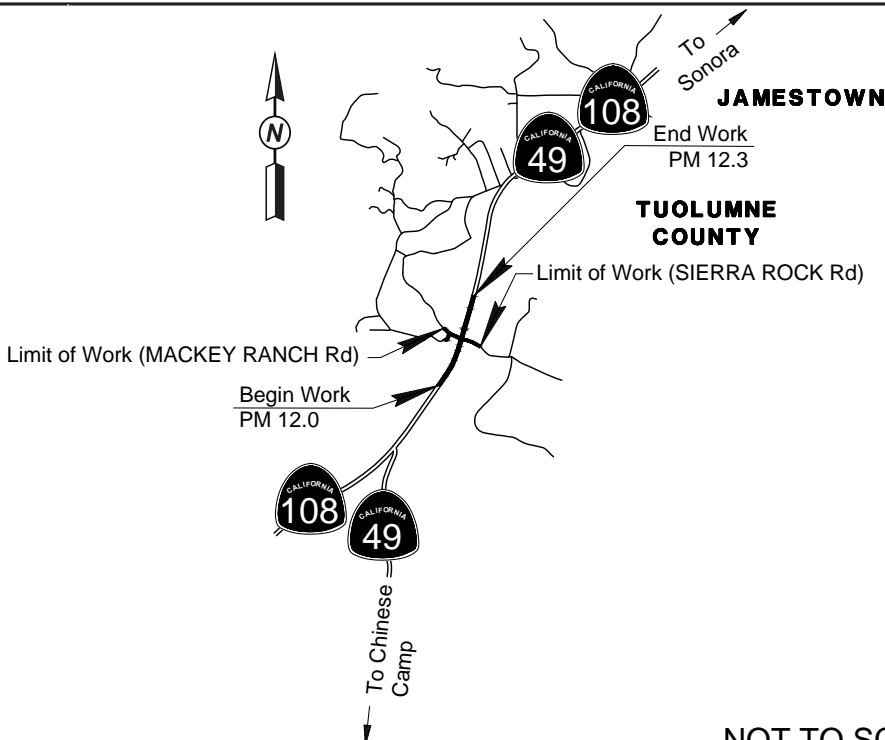 To
Sonora
CALIFORNIA
108
JAMESTOWN
CALIFORNIA
49
End Work
PM 12.3
N
TUOLUMNE
COUNTY
Limit of Work (SIERRA ROCK Rd)
Limit of Work (MACKEY RANCH Rd)
Begin Work
PM 12.0
CALIFORNIA
108
CALIFORNIA
49
To Chinese
Camp
NOT TO